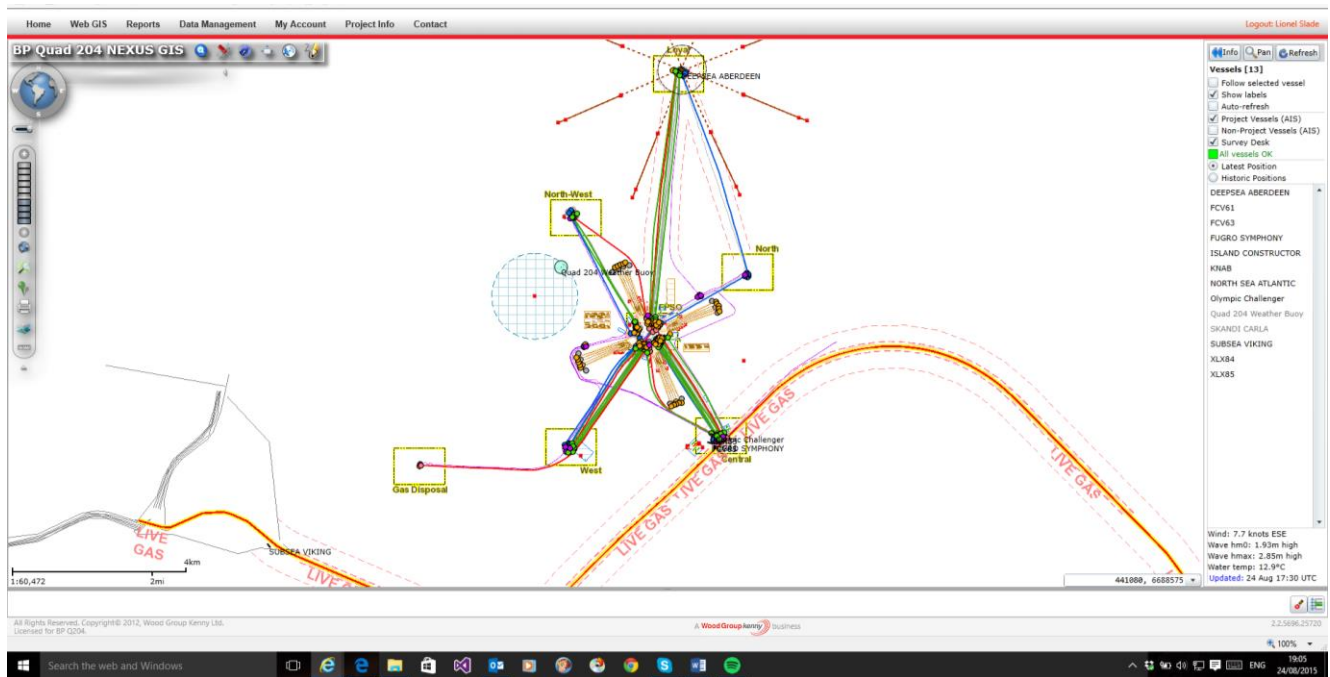 Home Web GIS Reports Data Management My Account Project Info Contact Logout: Lionel Slade
BP Quad 204 NEXUS GIS
Info Pan Refresh
Vessels [13]
Follow selected vessel
Show labels
Auto-refresh
Project Vessels (AIS)
Non-Project Vessels (AIS)
Survey Desk
All vessels OK
Latest Position
Historic Positions
DEEPSEA ABERDEEN
FCV61
FCV63
FUGRO SYMPHONY
ISLAND CONSTRUCTOR
KNAB
NORTH SEA ATLANTIC
Olympic Challenger
Quad 204 Weather Buoy
SKANDI CARLA
SUBSEA VIKING
XLX84
XLX85
Wind: 7.7 knots ESE
Wave hm0: 1.93m high
Wave hmax: 2.85m high
Water temp: 12.9°C
Updated: 24 Aug 17:30 UTC
Loyal
DEEPSEA ABERDEEN
North-West
North
Quad 204 Weather Buoy
FPSO
LIVE GAS
Challenger
SYMPHONY
Central
LIVE GAS
LIVE GAS
LIVE GAS
West
Gas Disposal
LIVE GAS
SUBSEA VIKING
LIVE
4km
1:60,472 2mi
441080, 6688575
All Rights Reserved, Copyright© 2012, Wood Group Kenny Ltd.
Licensed for BP Q204.
A Wood Group kenny business
2.2.5696.25720
100%
Search the web and Windows
ENG
19:05
24/08/2015